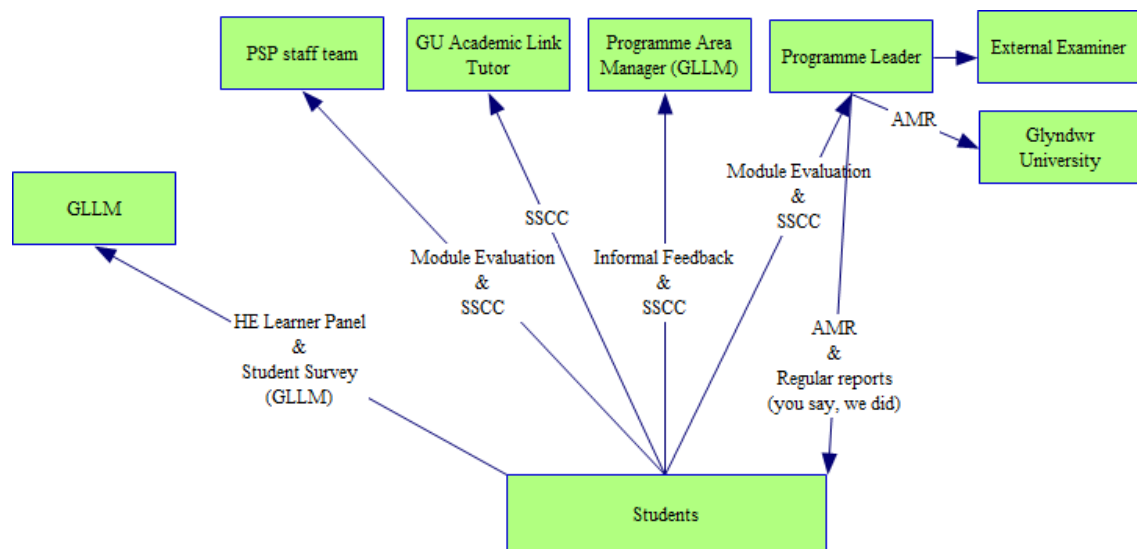 PSP staff team
GU Academic Link
Tutor
Programme Area
Manager (GLLM)
Programme Leader
External Examiner
AMR
Glyndwr
University
GLLM
Module Evaluation
&
SSCC
SSCC
Module Evaluation
&
SSCC
Informal Feedback
&
SSCC
HE Learner Panel
&
Student Survey
(GLLM)
AMR
&
Regular reports
(you say, we did)
Students